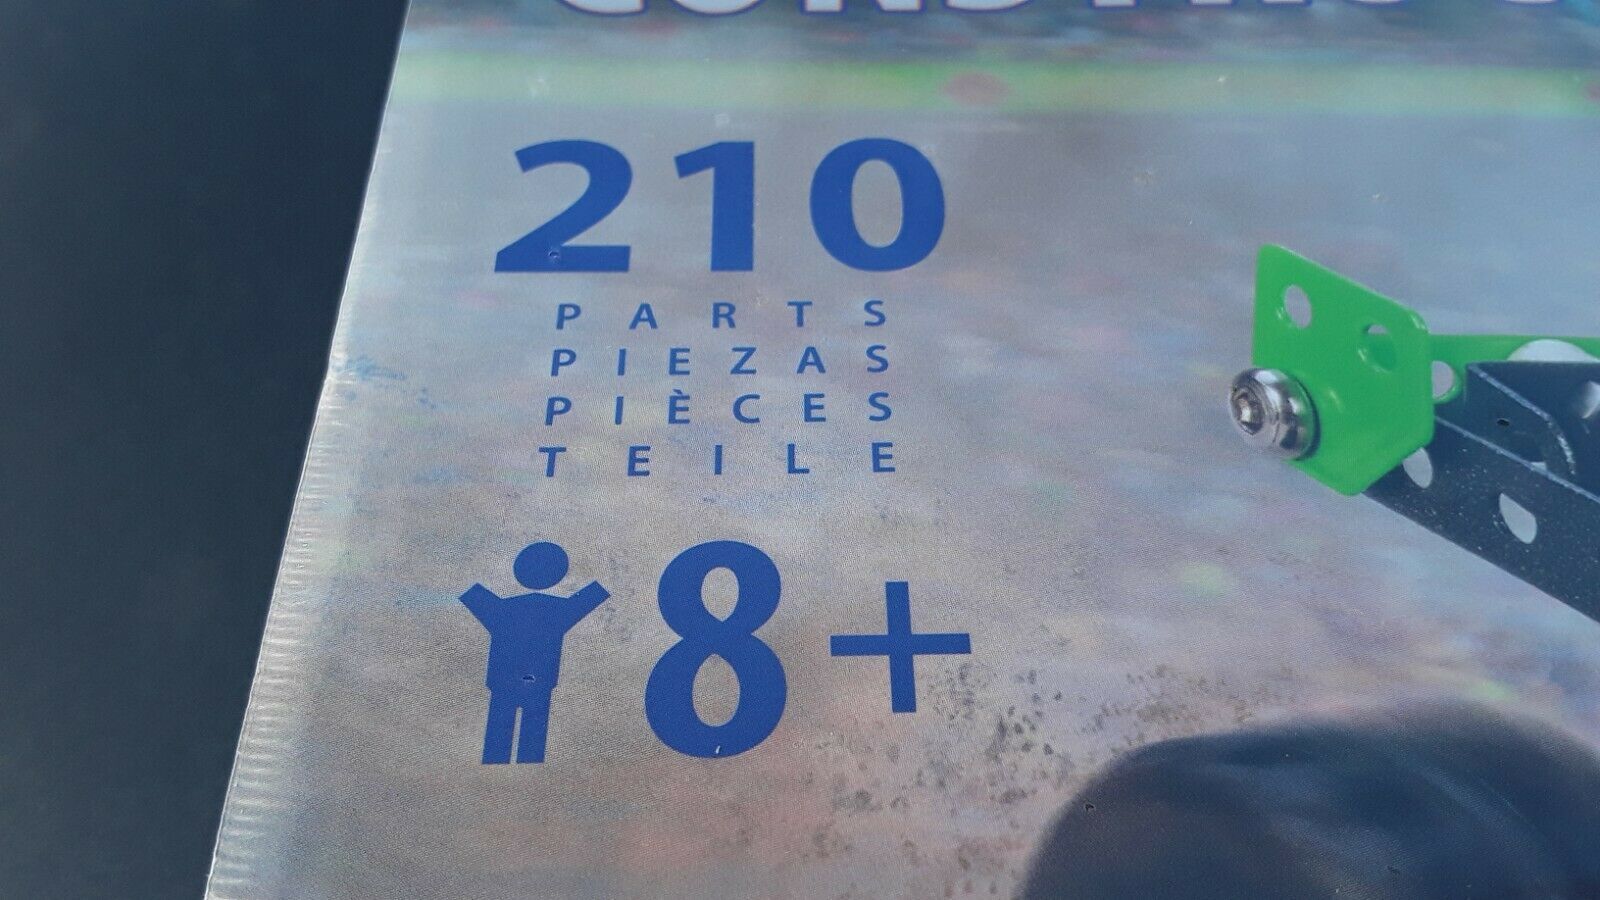 210
PARTS
PIEZAS
PIÈCES
TEILE
8+